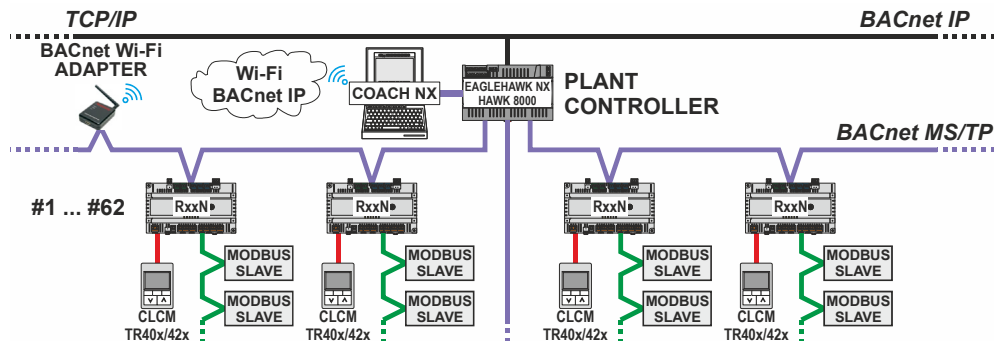 TCP/IP
BACnet IP
BACnet Wi-Fi
ADAPTER
Wi-Fi
BACnet IP
COACH NX
EAGLEHAWK NX
HAWK 8000
PLANT
CONTROLLER
BACnet MS/TP
#1 ... #62
RxxN
RxxN
RxxN
RxxN
MODBUS
SLAVE
MODBUS
SLAVE
MODBUS
SLAVE
MODBUS
SLAVE
MODBUS
SLAVE
MODBUS
SLAVE
MODBUS
SLAVE
MODBUS
SLAVE
CLCM
TR40x/42x
CLCM
TR40x/42x
CLCM
TR40x/42x
CLCM
TR40x/42x